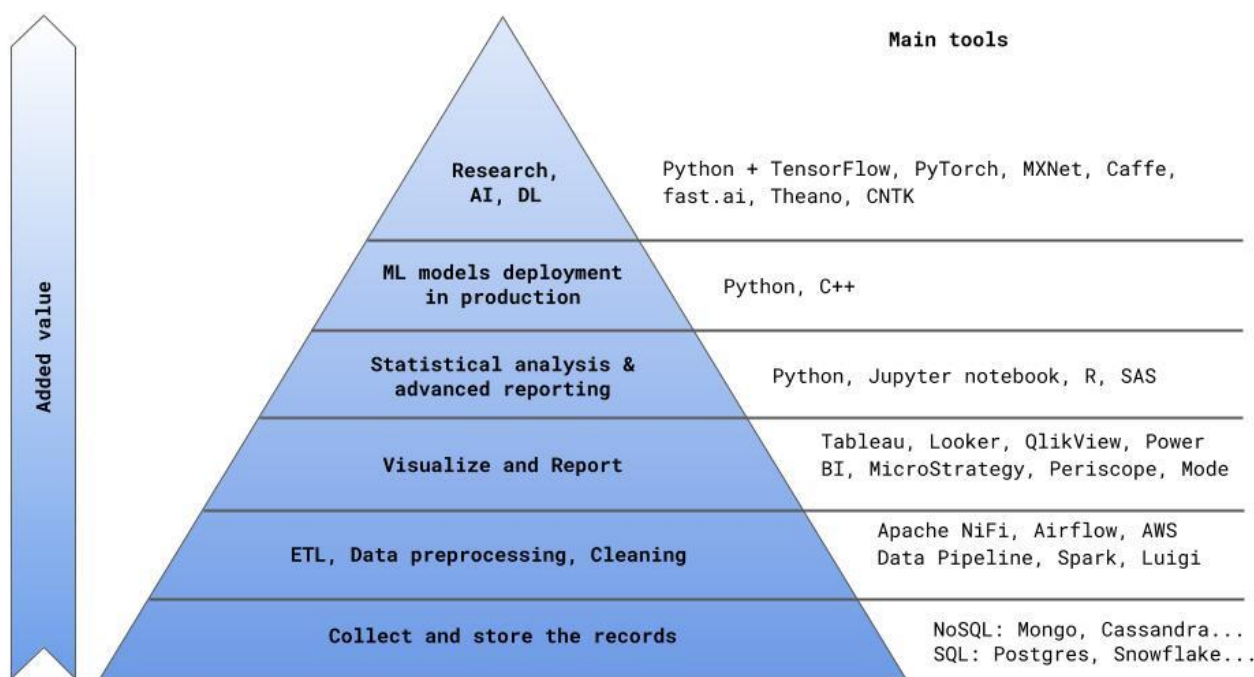 Main tools
Research,
AI, DL
Python + TensorFlow, PyTorch, MXNet, Caffe,
fast.ai, Theano, CNTK
ML models deployment
in production
Python, C++
Statistical analysis &
advanced reporting
Python, Jupyter notebook, R, SAS
Visualize and Report
Tableau, Looker, QlikView, Power
BI, MicroStrategy, Periscope, Mode
ETL, Data preprocessing, Cleaning
Apache NiFi, Airflow, AWS
Data Pipeline, Spark, Luigi
Collect and store the records
NoSQL: Mongo, Cassandra...
SQL: Postgres, Snowflake...
Added value